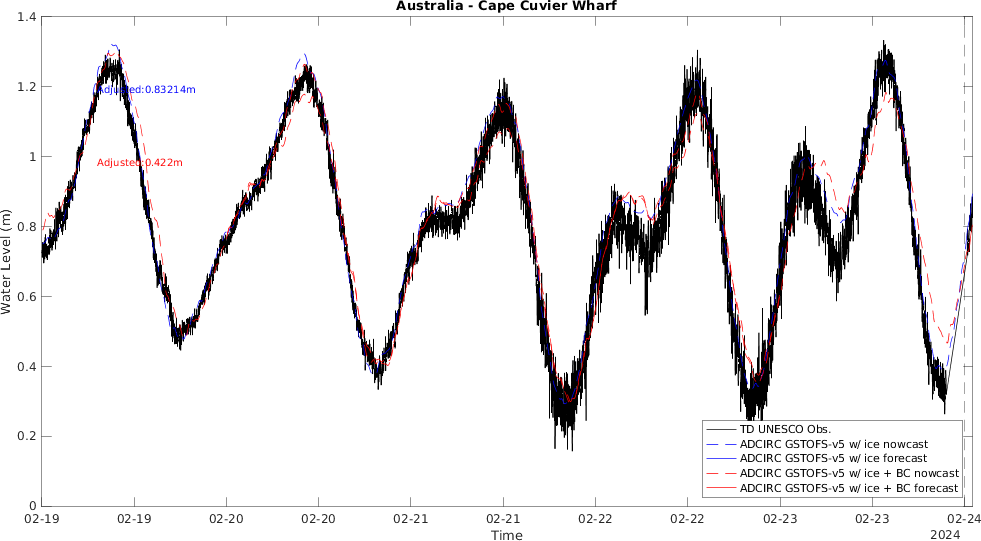 Australia - Cape Cuvier Wharf
1.4
1.2
1
0.8
0.6
0.4
0.2
0
Water Level (m)
Adjusted:0.83214m
Adjusted:0.422m
TD UNESCO Obs.
ADCIRC GSTOFS-v5 w/ ice nowcast
ADCIRC GSTOFS-v5 w/ ice forecast
ADCIRC GSTOFS-v5 w/ ice + BC nowcast
ADCIRC GSTOFS-v5 w/ ice + BC forecast
02-19 02-19 02-20 02-20 02-21 02-21 02-22 02-22 02-23 02-23 02-24
Time
2024